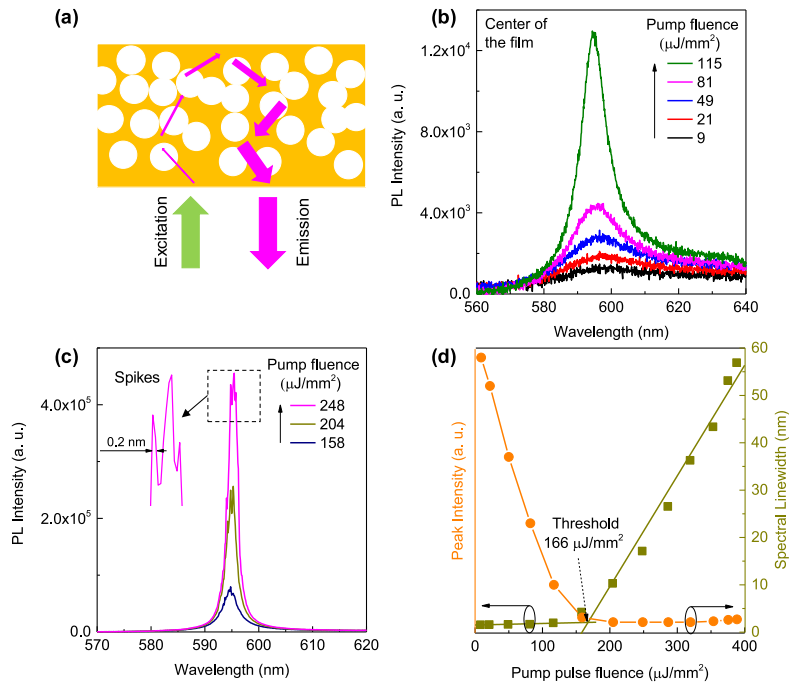 (a)
Excitation
Emission
(b)
Center of
the film
Pump fluence
(μJ/mm²)
115
81
49
21
9
PL Intensity (a. u.)
1.2x10⁴
8.0x10³
4.0x10³
0.0
560 580 600 620 640
Wavelength (nm)
(c)
Spikes
0.2 nm
Pump fluence
(μJ/mm²)
248
204
158
PL Intensity (a. u.)
4.0x10⁵
2.0x10⁵
0.0
570 580 590 600 610 620
Wavelength (nm)
(d)
Peak Intensity (a. u.)
Threshold
166 μJ/mm²
60
50
40
30
20
10
0
Spectral Linewidth (nm)
0 100 200 300 400
Pump pulse fluence (μJ/mm²)